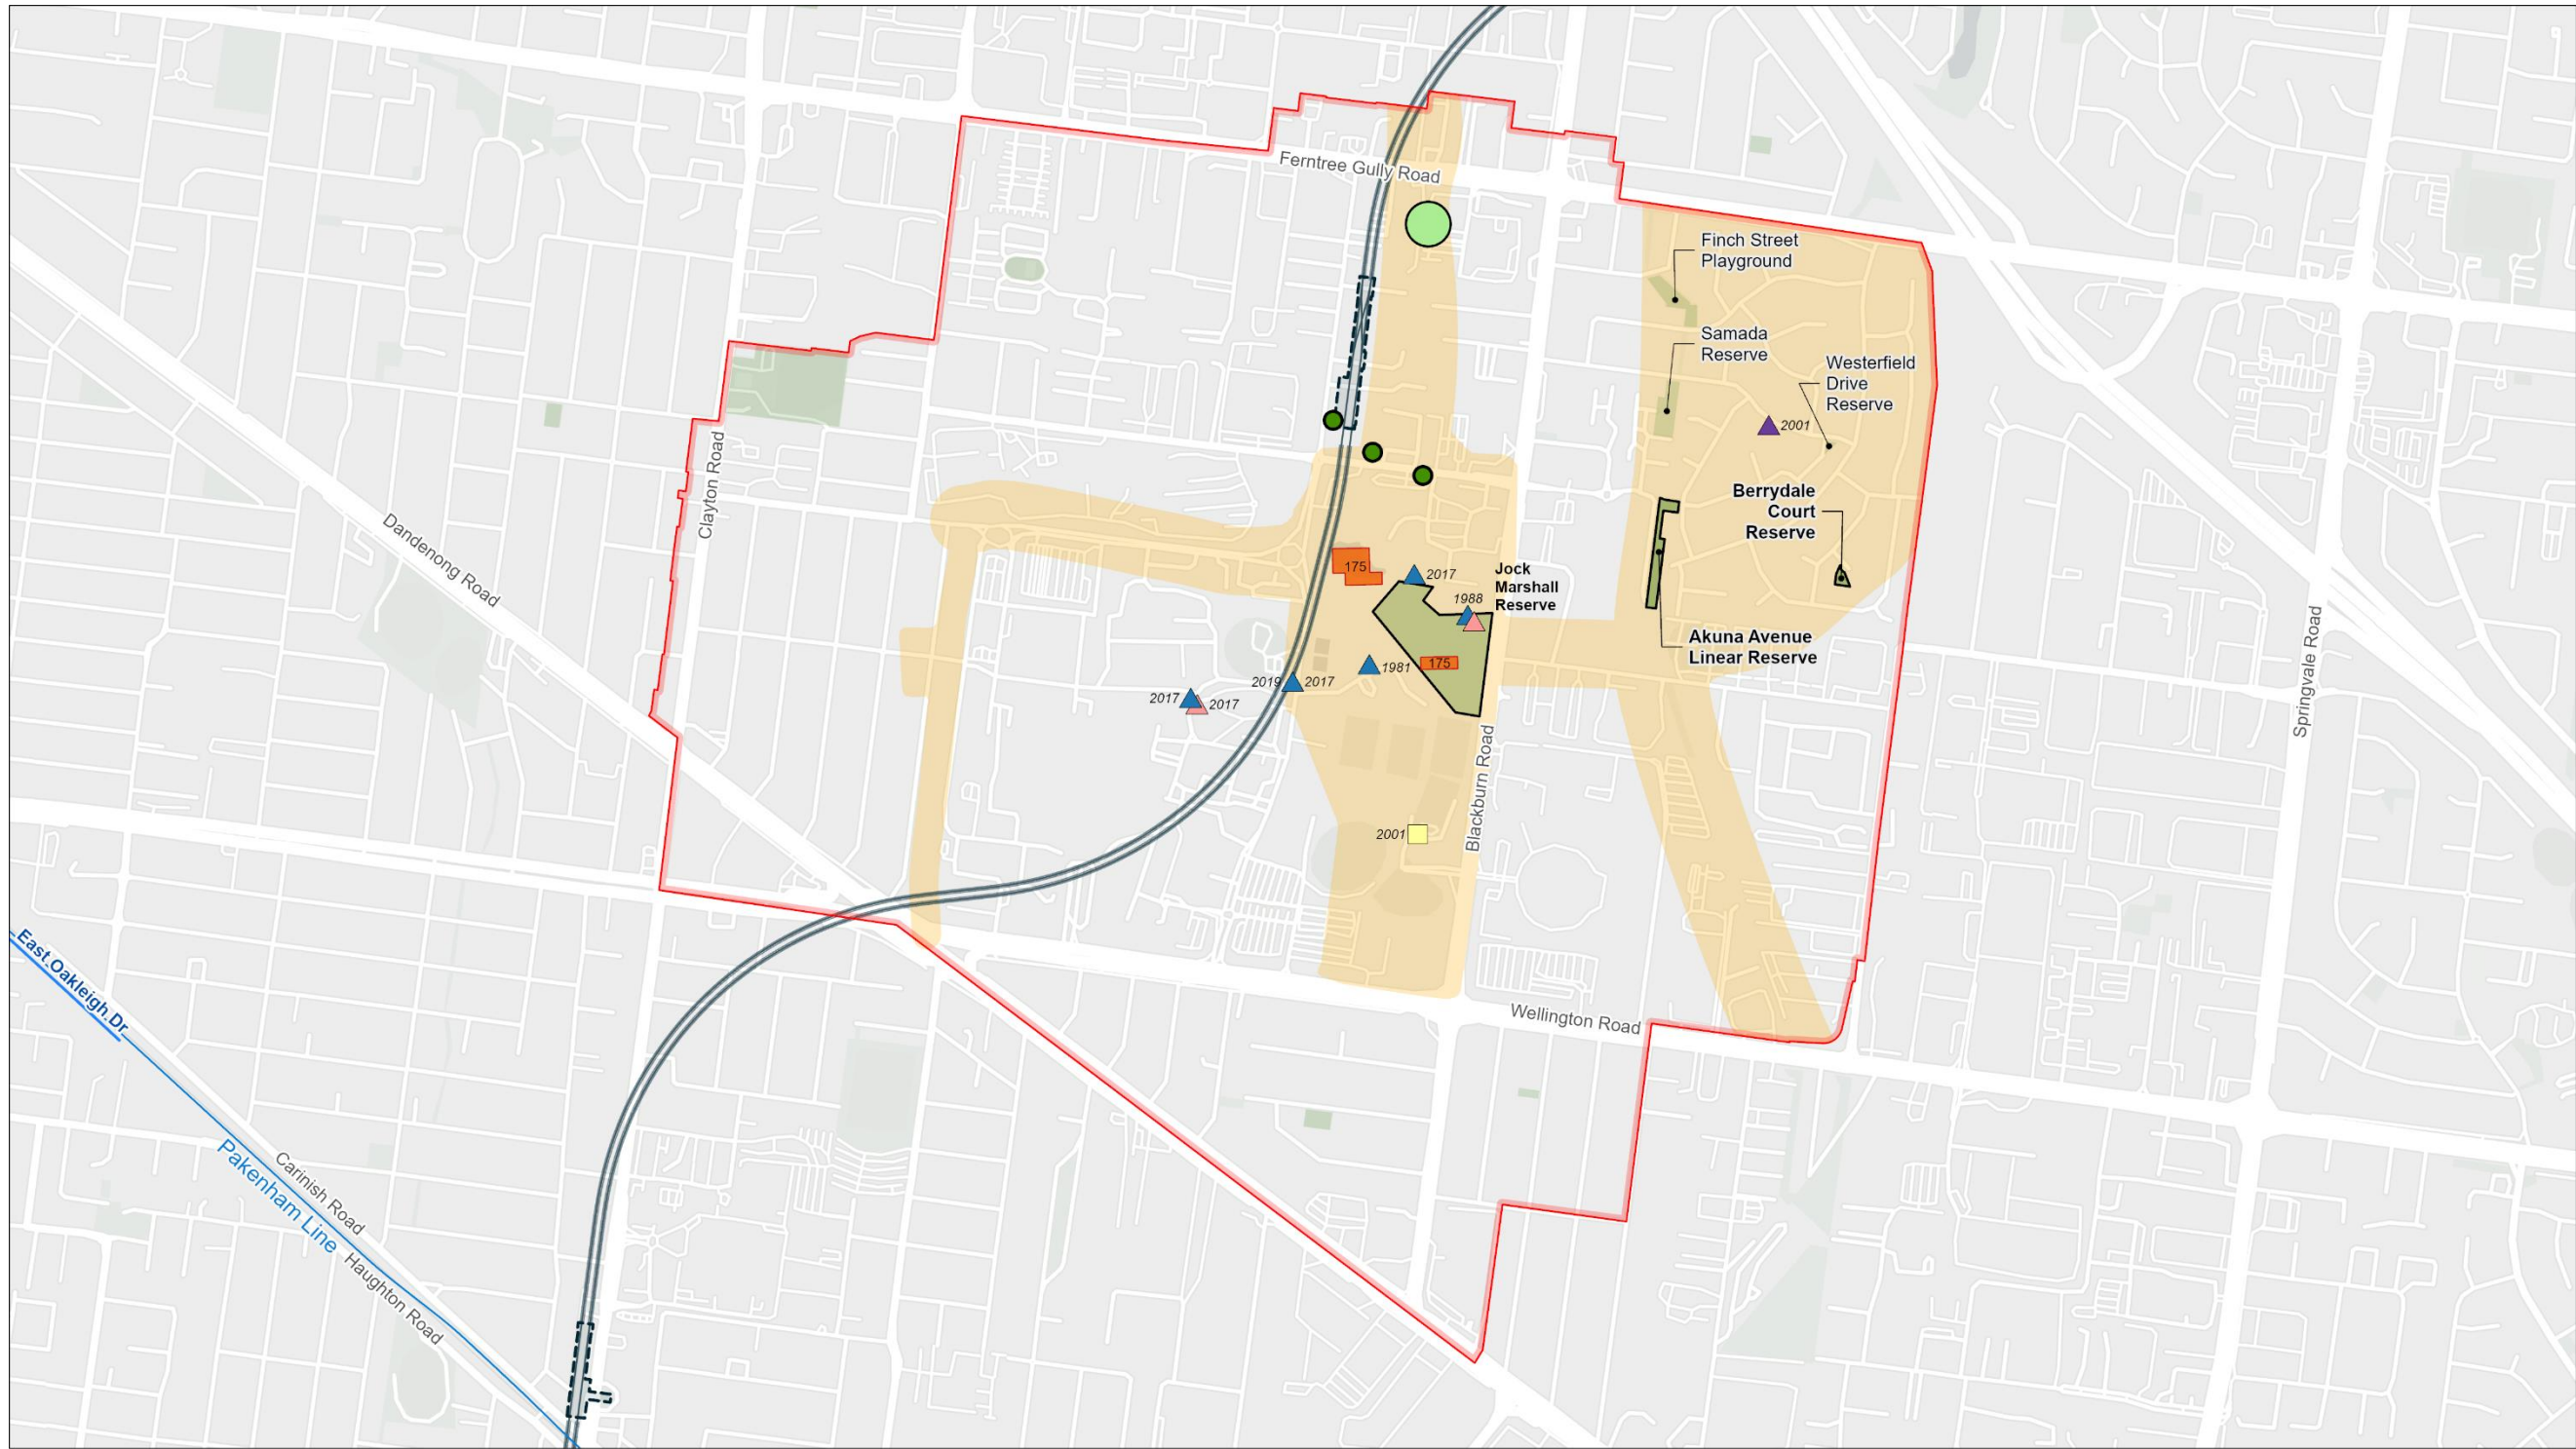 Ferntree Gully Road
Finch Street
Playground
Samada
Reserve
Westerfield
Drive
Reserve
2001
Berrydale
Court
Reserve
Clayton Road
Dandenong Road
175
2017
Jock
Marshall
Reserve
1988
Akuna Avenue
Linear Reserve
175
1981
2019
2017
2017
2017
Springvale Road
Blackburn Road
2001
East Oakleigh Dr
Wellington Road
Carinish Road
Pakenham Line
Haughton Road